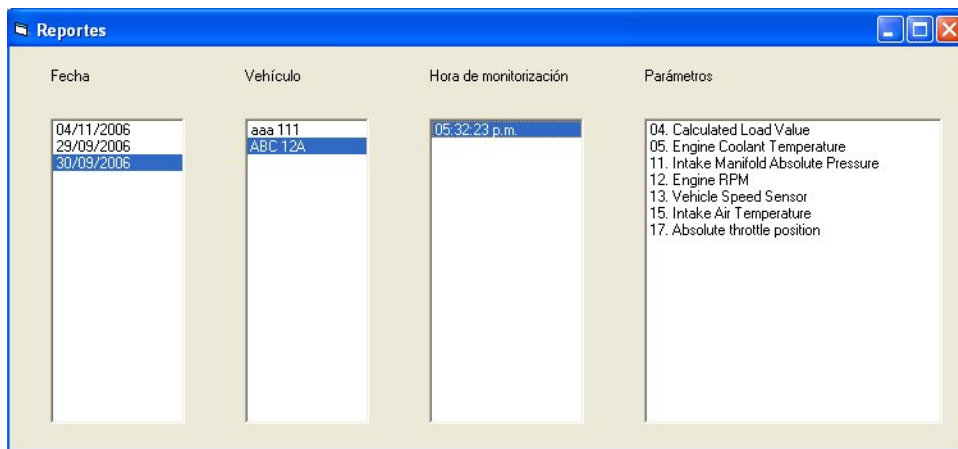 Reportes
Fecha
Vehículo
Hora de monitorización
Parámetros
04/11/2006
29/09/2006
30/09/2006
aaa 111
ABC 12A
05:32:23 p.m.
04. Calculated Load Value
05. Engine Coolant Temperature
11. Intake Manifold Absolute Pressure
12. Engine RPM
13. Vehicle Speed Sensor
15. Intake Air Temperature
17. Absolute throttle position